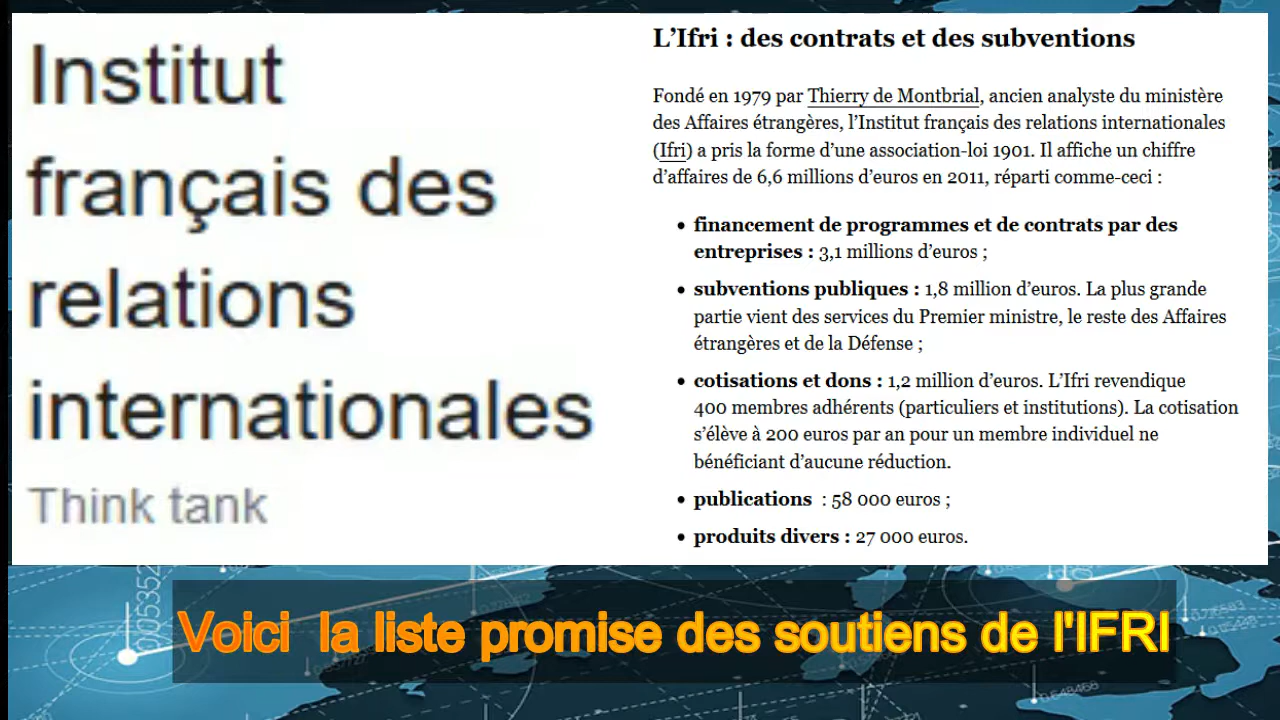 Institut
français des
relations
internationales
Think tank
L’Ifri : des contrats et des subventions
Fondé en 1979 par Thierry de Montbrial, ancien analyste du ministère
des Affaires étrangères, l’Institut français des relations internationales
(Ifri) a pris la forme d’une association-loi 1901. Il affiche un chiffre
d’affaires de 6,6 millions d’euros en 2011, réparti comme-ceci :
• financement de programmes et de contrats par des
entreprises : 3,1 millions d’euros ;
• subventions publiques : 1,8 million d’euros. La plus grande
partie vient des services du Premier ministre, le reste des Affaires
étrangères et de la Défense ;
• cotisations et dons : 1,2 million d’euros. L’Ifri revendique
400 membres adhérents (particuliers et institutions). La cotisation
s’élève à 200 euros par an pour un membre individuel ne
bénéficiant d’aucune réduction.
• publications : 58 000 euros ;
• produits divers : 27 000 euros.
Voici la liste promise des soutiens de l'IFRI